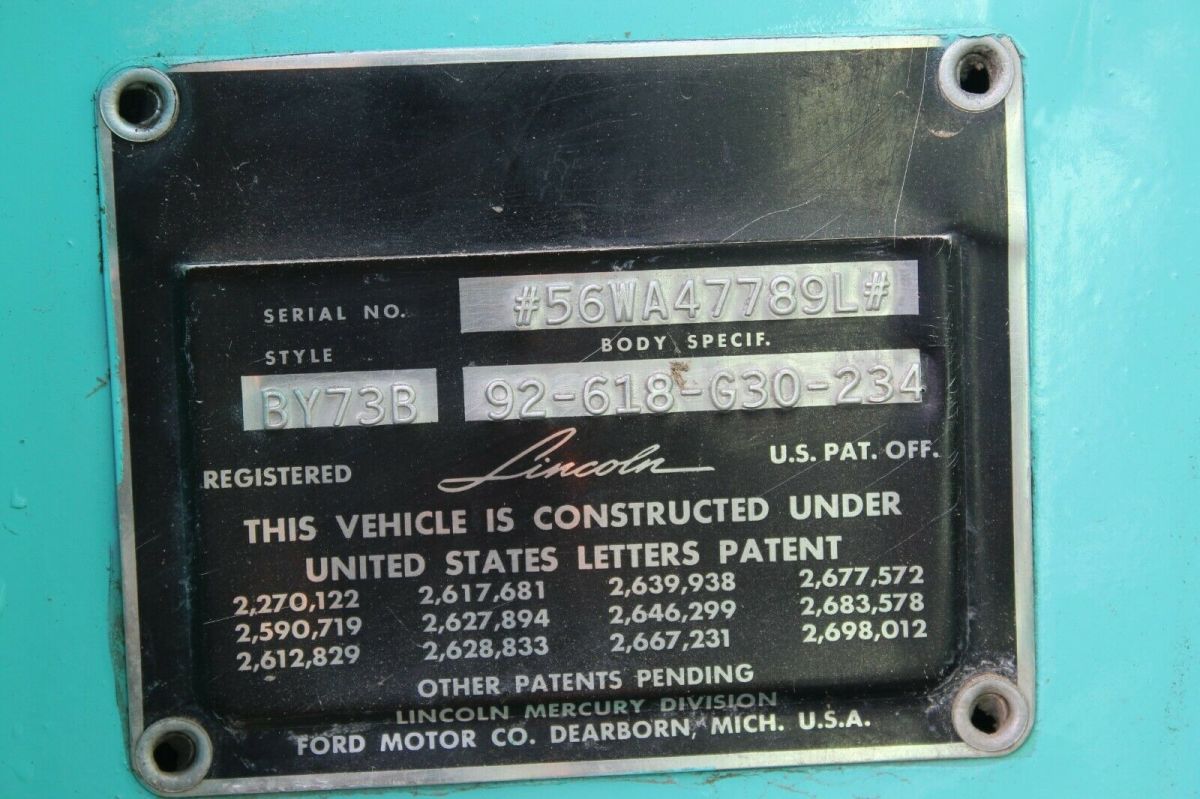 SERIAL NO. #56WA47789L#
STYLE BODY SPECIF.
BY73B 92-618-G30-234
REGISTERED Lincoln U.S. PAT. OFF.
THIS VEHICLE IS CONSTRUCTED UNDER
UNITED STATES LETTERS PATENT
2,270,122 2,617,681 2,639,938 2,677,572
2,590,719 2,627,894 2,646,299 2,683,578
2,612,829 2,628,833 2,667,231 2,698,012
OTHER PATENTS PENDING
LINCOLN MERCURY DIVISION
FORD MOTOR CO. DEARBORN, MICH. U.S.A.